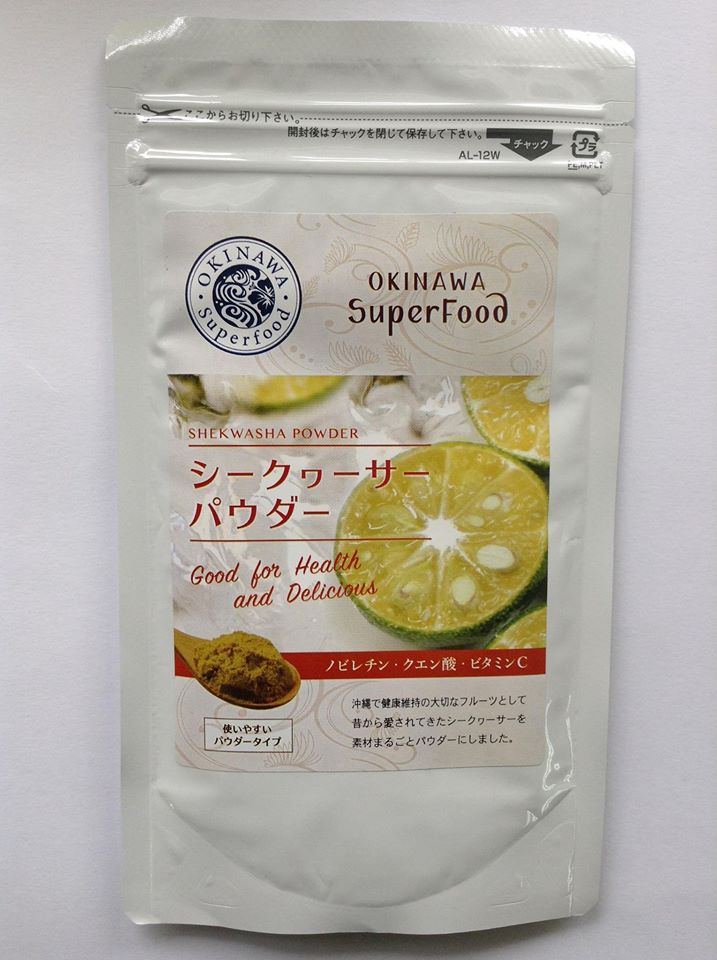 ここからお切り下さい。
開封後はチャックを閉じて保存して下さい。
チャック
プラ
AL-12W
PE,M,PET
OKINAWA
Superfood
OKINAWA
SuperFood
SHEKWASHA POWDER
シークヮーサー
パウダー
Good for Health
and Delicious
ノビレチン・クエン酸・ビタミンC
沖縄で健康維持の大切なフルーツとして
昔から愛されてきたシークヮーサーを
素材まるごとパウダーにしました。
使いやすい
パウダータイプ